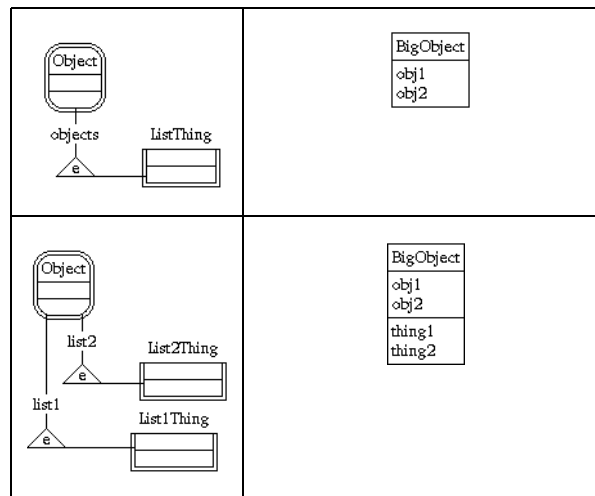 Object
objects
ListThing
e
BigObject
obj1
obj2
Object
list2
List2Thing
e
list1
List1Thing
e
BigObject
obj1
obj2
thing1
thing2